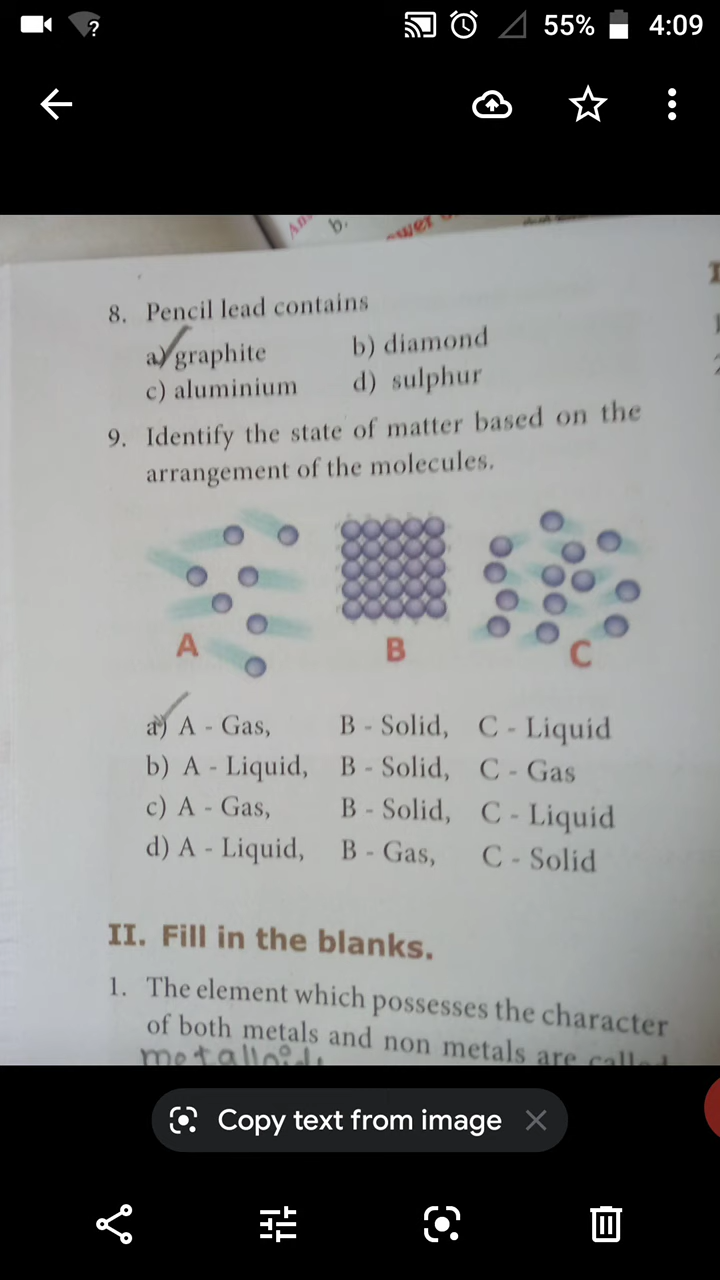 55% 4:09
b.
8. Pencil lead contains
a) graphite b) diamond
c) aluminium d) sulphur
9. Identify the state of matter based on the
arrangement of the molecules.
A B C
a) A - Gas, B - Solid, C - Liquid
b) A - Liquid, B - Solid, C - Gas
c) A - Gas, B - Solid, C - Liquid
d) A - Liquid, B - Gas, C - Solid
II. Fill in the blanks.
1. The element which possesses the character
of both metals and non metals are called
Copy text from image